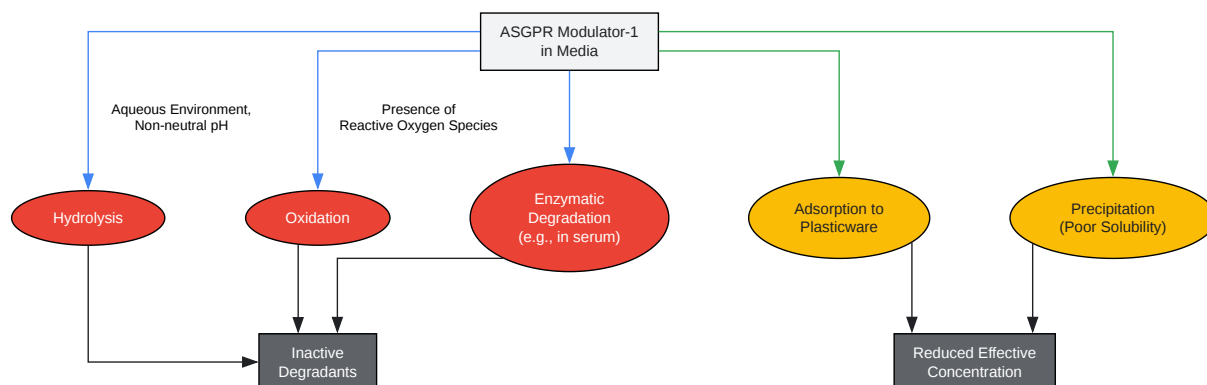 ASGPR Modulator-1
in Media
Aqueous Environment,
Non-neutral pH
Presence of
Reactive Oxygen Species
Hydrolysis
Oxidation
Enzymatic
Degradation
(e.g., in serum)
Adsorption to
Plasticware
Precipitation
(Poor Solubility)
Inactive
Degradants
Reduced Effective
Concentration